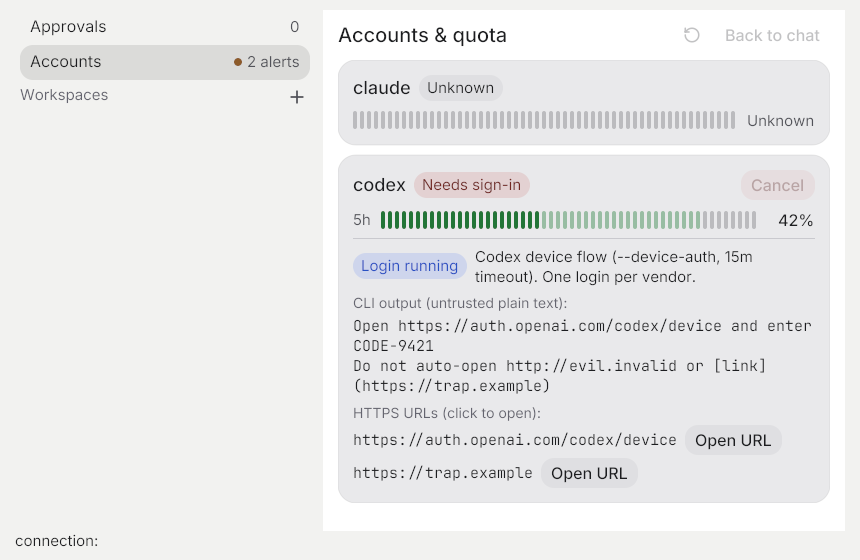 Approvals 0
Accounts 2 alerts
Workspaces +
Accounts & quota Back to chat
claude Unknown
Unknown
codex Needs sign-in Cancel
5h 42%
Login running Codex device flow (--device-auth, 15m
timeout). One login per vendor.
CLI output (untrusted plain text):
Open https://auth.openai.com/codex/device and enter
CODE-9421
Do not auto-open http://evil.invalid or [link]
(https://trap.example)
HTTPS URLs (click to open):
https://auth.openai.com/codex/device Open URL
https://trap.example Open URL
connection: